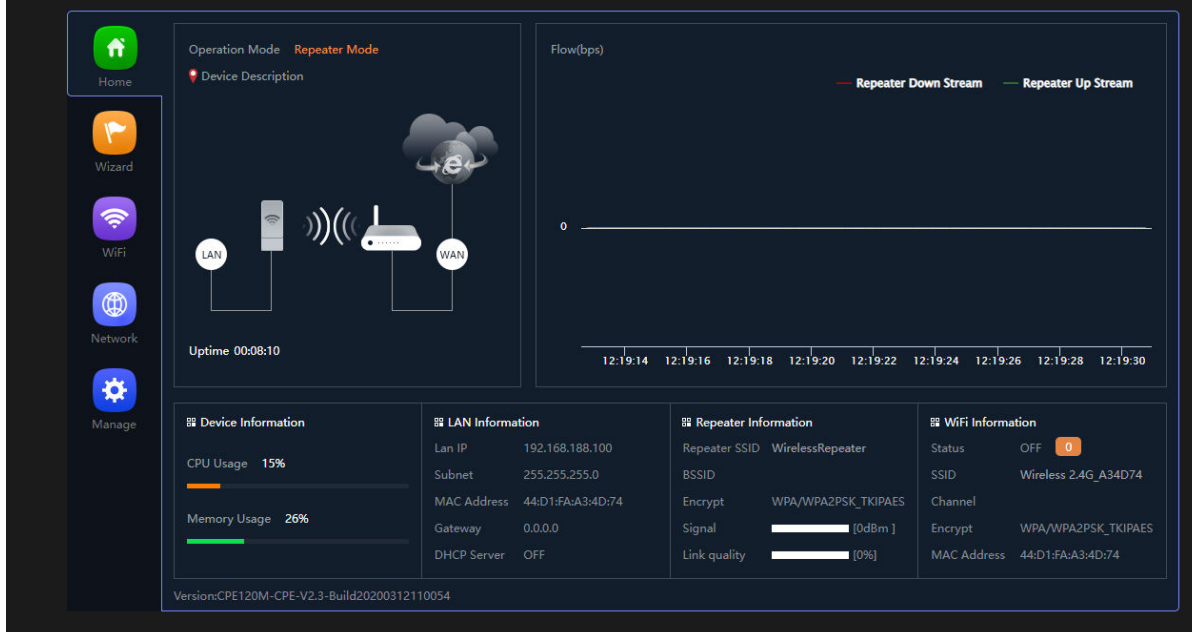 Home
Wizard
WiFi
Network
Manage
Operation Mode Repeater Mode
Device Description
LAN
WAN
Uptime 00:08:10
Flow(bps)
Repeater Down Stream Repeater Up Stream
0
12:19:14 12:19:16 12:19:18 12:19:20 12:19:22 12:19:24 12:19:26 12:19:28 12:19:30
Device Information
CPU Usage 15%
Memory Usage 26%
LAN Information
Lan IP 192.168.188.100
Subnet 255.255.255.0
MAC Address 44:D1:FA:A3:4D:74
Gateway 0.0.0.0
DHCP Server OFF
Repeater Information
Repeater SSID WirelessRepeater
BSSID
Encrypt WPA/WPA2PSK_TKIPAES
Signal [0dBm ]
Link quality [0%]
WiFi Information
Status OFF 0
SSID Wireless 2.4G_A34D74
Channel
Encrypt WPA/WPA2PSK_TKIPAES
MAC Address 44:D1:FA:A3:4D:74
Version:CPE120M-CPE-V2.3-Build20200312110054